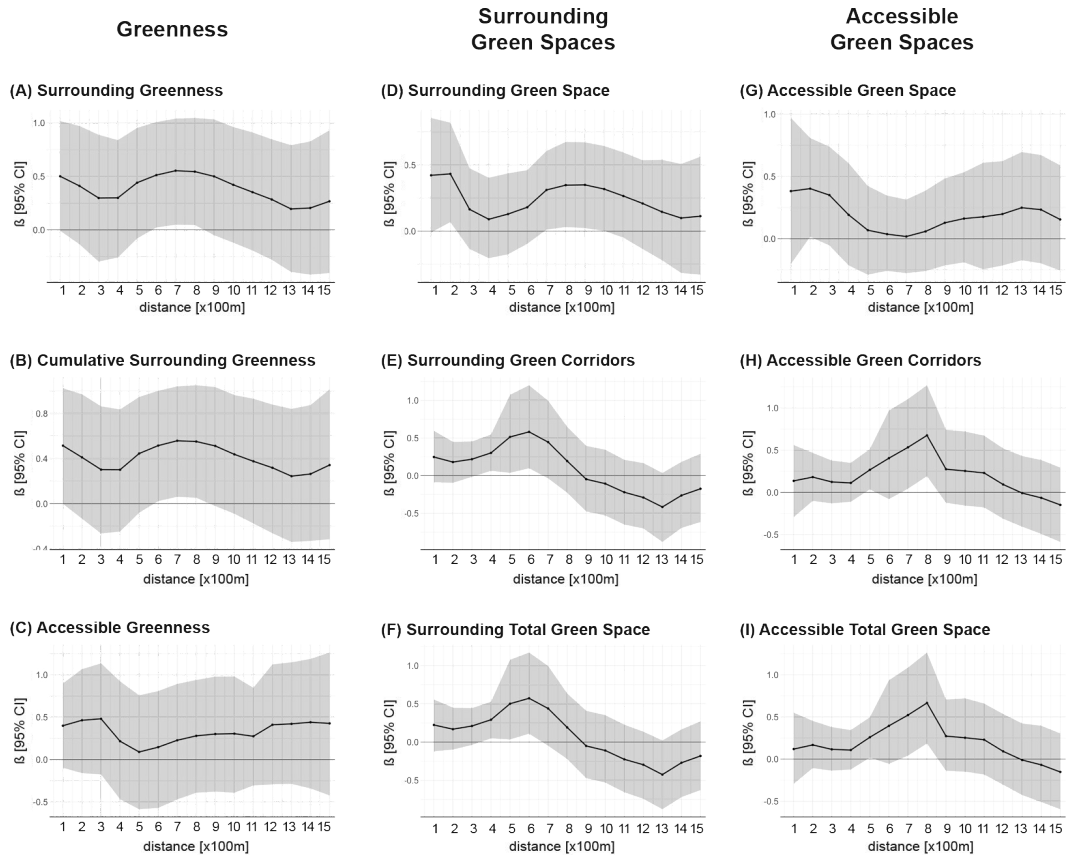 Greenness
Surrounding
Green Spaces
Accessible
Green Spaces
(A) Surrounding Greenness
1.0
0.5
0.0
ß [95% CI]
1 2 3 4 5 6 7 8 9 10 11 12 13 14 15
distance [x100m]
(D) Surrounding Green Space
0.5
0.0
ß [95% CI]
1 2 3 4 5 6 7 8 9 10 11 12 13 14 15
distance [x100m]
(G) Accessible Green Space
1.0
0.5
0.0
ß [95% CI]
1 2 3 4 5 6 7 8 9 10 11 12 13 14 15
distance [x100m]
(B) Cumulative Surrounding Greenness
0.8
0.4
0.0
-0.4
ß [95% CI]
1 2 3 4 5 6 7 8 9 10 11 12 13 14 15
distance [x100m]
(E) Surrounding Green Corridors
1.0
0.5
0.0
-0.5
ß [95% CI]
1 2 3 4 5 6 7 8 9 10 11 12 13 14 15
distance [x100m]
(H) Accessible Green Corridors
1.0
0.5
0.0
-0.5
ß [95% CI]
1 2 3 4 5 6 7 8 9 10 11 12 13 14 15
distance [x100m]
(C) Accessible Greenness
1.0
0.5
0.0
-0.5
ß [95% CI]
1 2 3 4 5 6 7 8 9 10 11 12 13 14 15
distance [x100m]
(F) Surrounding Total Green Space
1.0
0.5
0.0
-0.5
ß [95% CI]
1 2 3 4 5 6 7 8 9 10 11 12 13 14 15
distance [x100m]
(I) Accessible Total Green Space
1.0
0.5
0.0
-0.5
ß [95% CI]
1 2 3 4 5 6 7 8 9 10 11 12 13 14 15
distance [x100m]